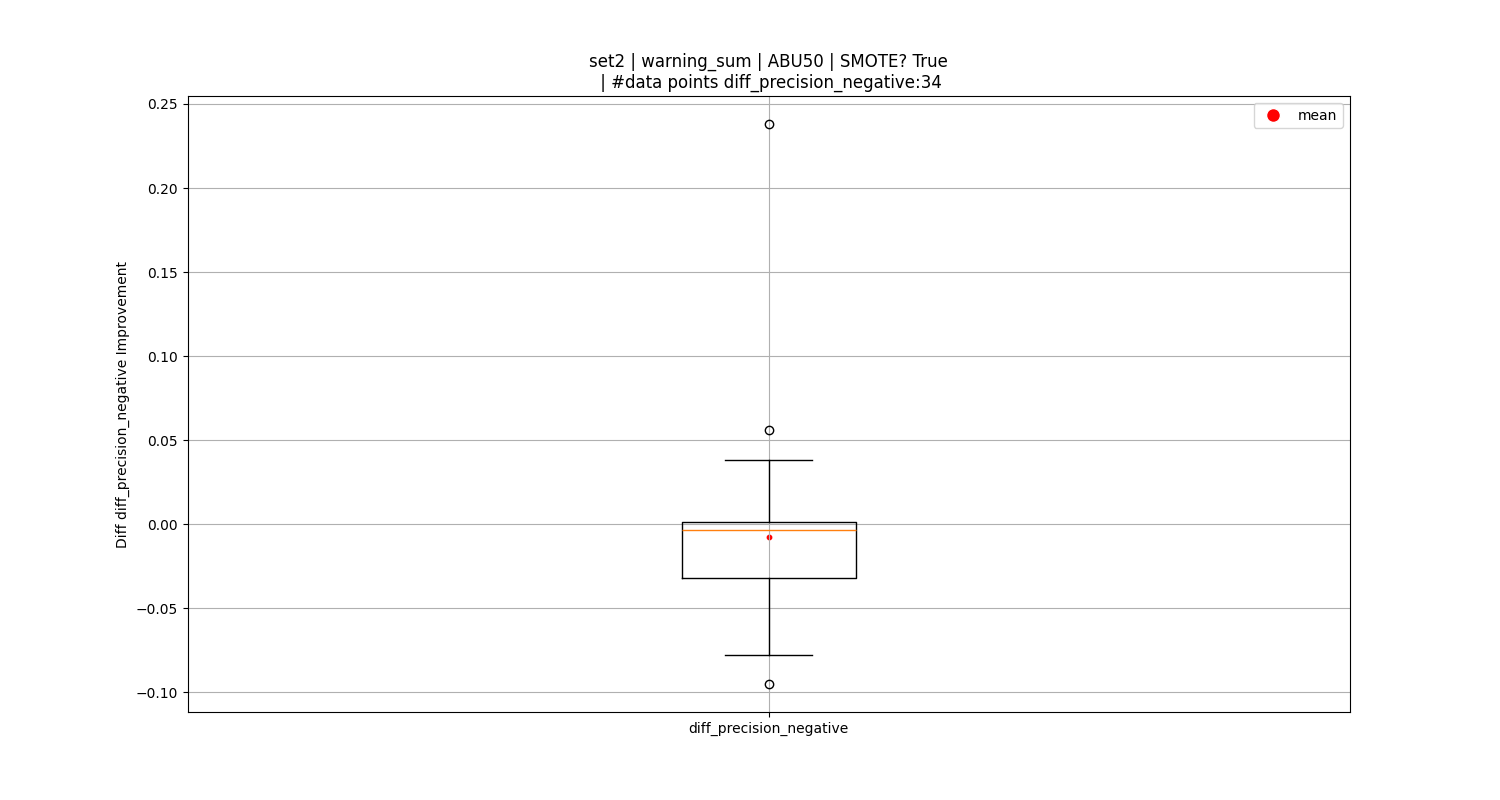 set2 | warning_sum | ABU50 | SMOTE? True
| #data points diff_precision_negative:34
mean
0.25
0.20
0.15
0.10
0.05
0.00
−0.05
−0.10
Diff diff_precision_negative Improvement
diff_precision_negative